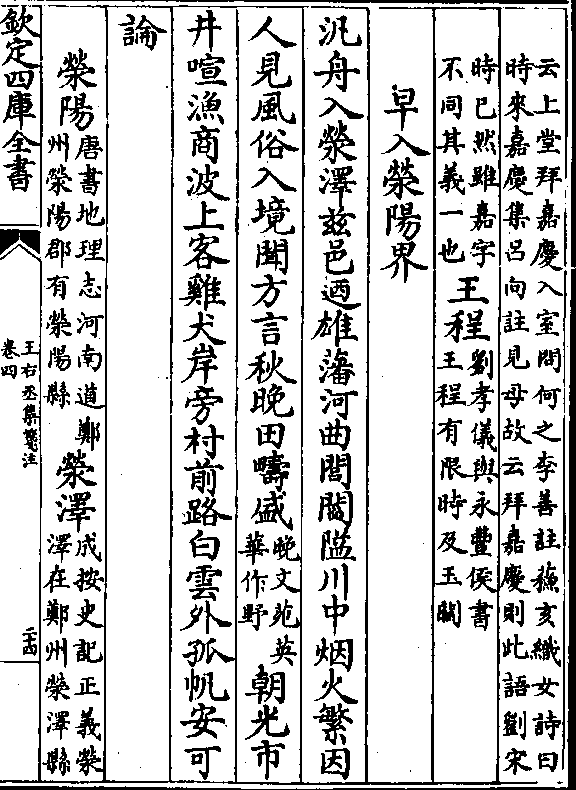 云上堂拜嘉慶入室問何之李善註蘇亥織女詩曰
時來嘉慶集呂向註見母故云拜嘉慶則此語劉宋
時已然雖嘉字
不同其義一也
王程
劉孝儀與永豐侯書
王程有限時及玉關
早入滎陽界
汎舟入滎澤兹邑迺雄藩河曲閭閻隘川中烟火繁因
人見風俗入境聞方言秋晚田疇盛
晚文苑英
華作野
朝光市
井喧漁商波上客雞犬岸旁村前路白雲外孤帆安可
論
滎陽
唐書地理志河南道鄭
州滎陽郡有滎陽縣
滎澤
成按史記正義滎
澤在鄭州滎澤縣
欽定四庫全書
王右丞集箋注
卷四
二十四